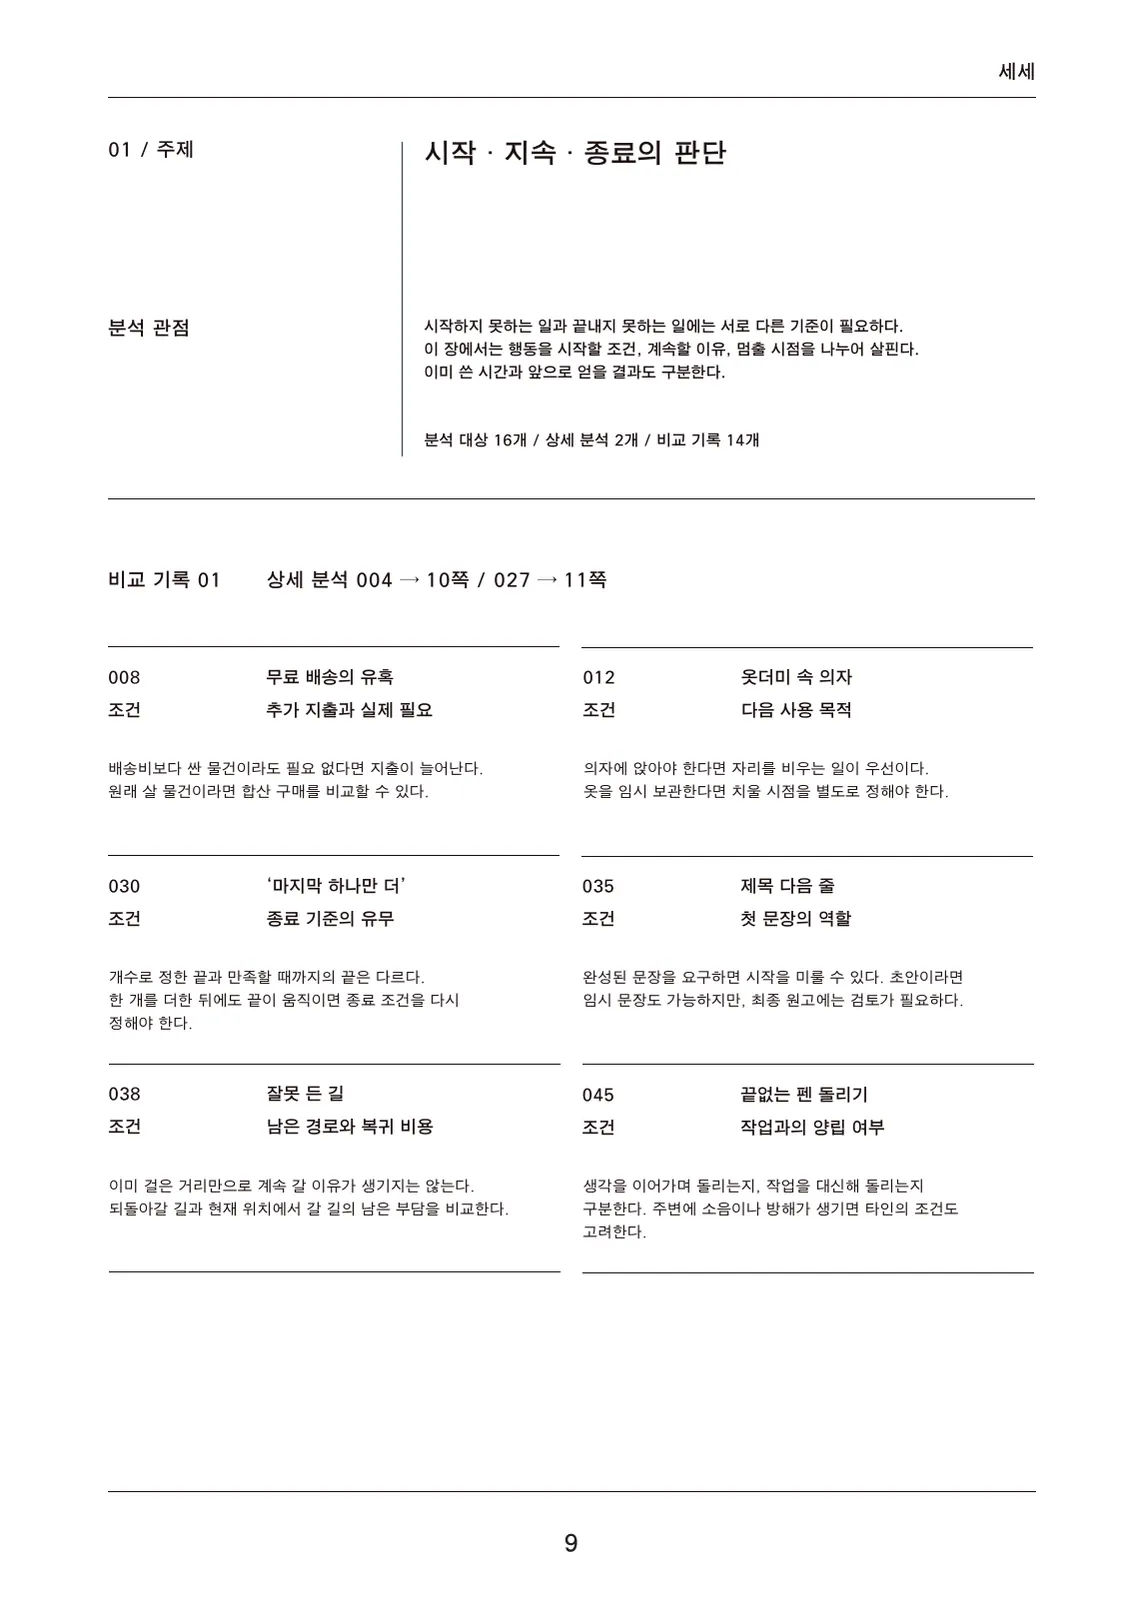 세세
01 / 주제
시작 · 지속 · 종료의 판단
분석 관점
시작하지 못하는 일과 끝내지 못하는 일에는 서로 다른 기준이 필요하다.
이 장에서는 행동을 시작할 조건, 계속할 이유, 멈출 시점을 나누어 살핀다.
이미 쓴 시간과 앞으로 얻을 결과도 구분한다.
분석 대상 16개 / 상세 분석 2개 / 비교 기록 14개
비교 기록 01 상세 분석 004 → 10쪽 / 027 → 11쪽
008 무료 배송의 유혹
조건 추가 지출과 실제 필요
배송비보다 싼 물건이라도 필요 없다면 지출이 늘어난다.
원래 살 물건이라면 합산 구매를 비교할 수 있다.
012 옷더미 속 의자
조건 다음 사용 목적
의자에 앉아야 한다면 자리를 비우는 일이 우선이다.
옷을 임시 보관한다면 치울 시점을 별도로 정해야 한다.
030 ‘마지막 하나만 더’
조건 종료 기준의 유무
개수로 정한 끝과 만족할 때까지의 끝은 다르다.
한 개를 더한 뒤에도 끝이 움직이면 종료 조건을 다시
정해야 한다.
035 제목 다음 줄
조건 첫 문장의 역할
완성된 문장을 요구하면 시작을 미룰 수 있다. 초안이라면
임시 문장도 가능하지만, 최종 원고에는 검토가 필요하다.
038 잘못 든 길
조건 남은 경로와 복귀 비용
이미 걸은 거리만으로 계속 갈 이유가 생기지는 않는다.
되돌아갈 길과 현재 위치에서 갈 길의 남은 부담을 비교한다.
045 끝없는 펜 돌리기
조건 작업과의 양립 여부
생각을 이어가며 돌리는지, 작업을 대신해 돌리는지
구분한다. 주변에 소음이나 방해가 생기면 타인의 조건도
고려한다.
9